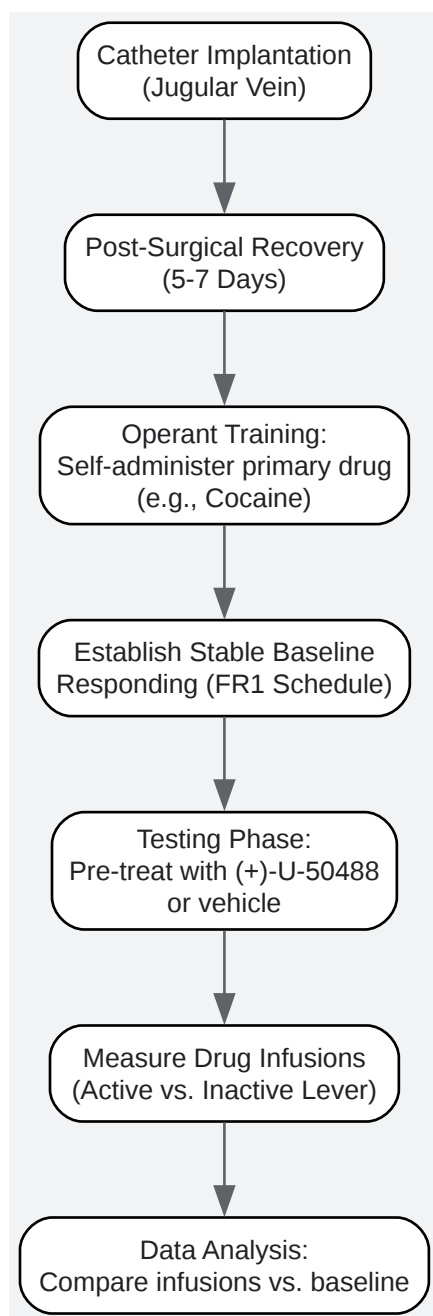 Catheter Implantation
(Jugular Vein)
Post-Surgical Recovery
(5-7 Days)
Operant Training:
Self-administer primary drug
(e.g., Cocaine)
Establish Stable Baseline
Responding (FR1 Schedule)
Testing Phase:
Pre-treat with (+)-U-50488
or vehicle
Measure Drug Infusions
(Active vs. Inactive Lever)
Data Analysis:
Compare infusions vs. baseline